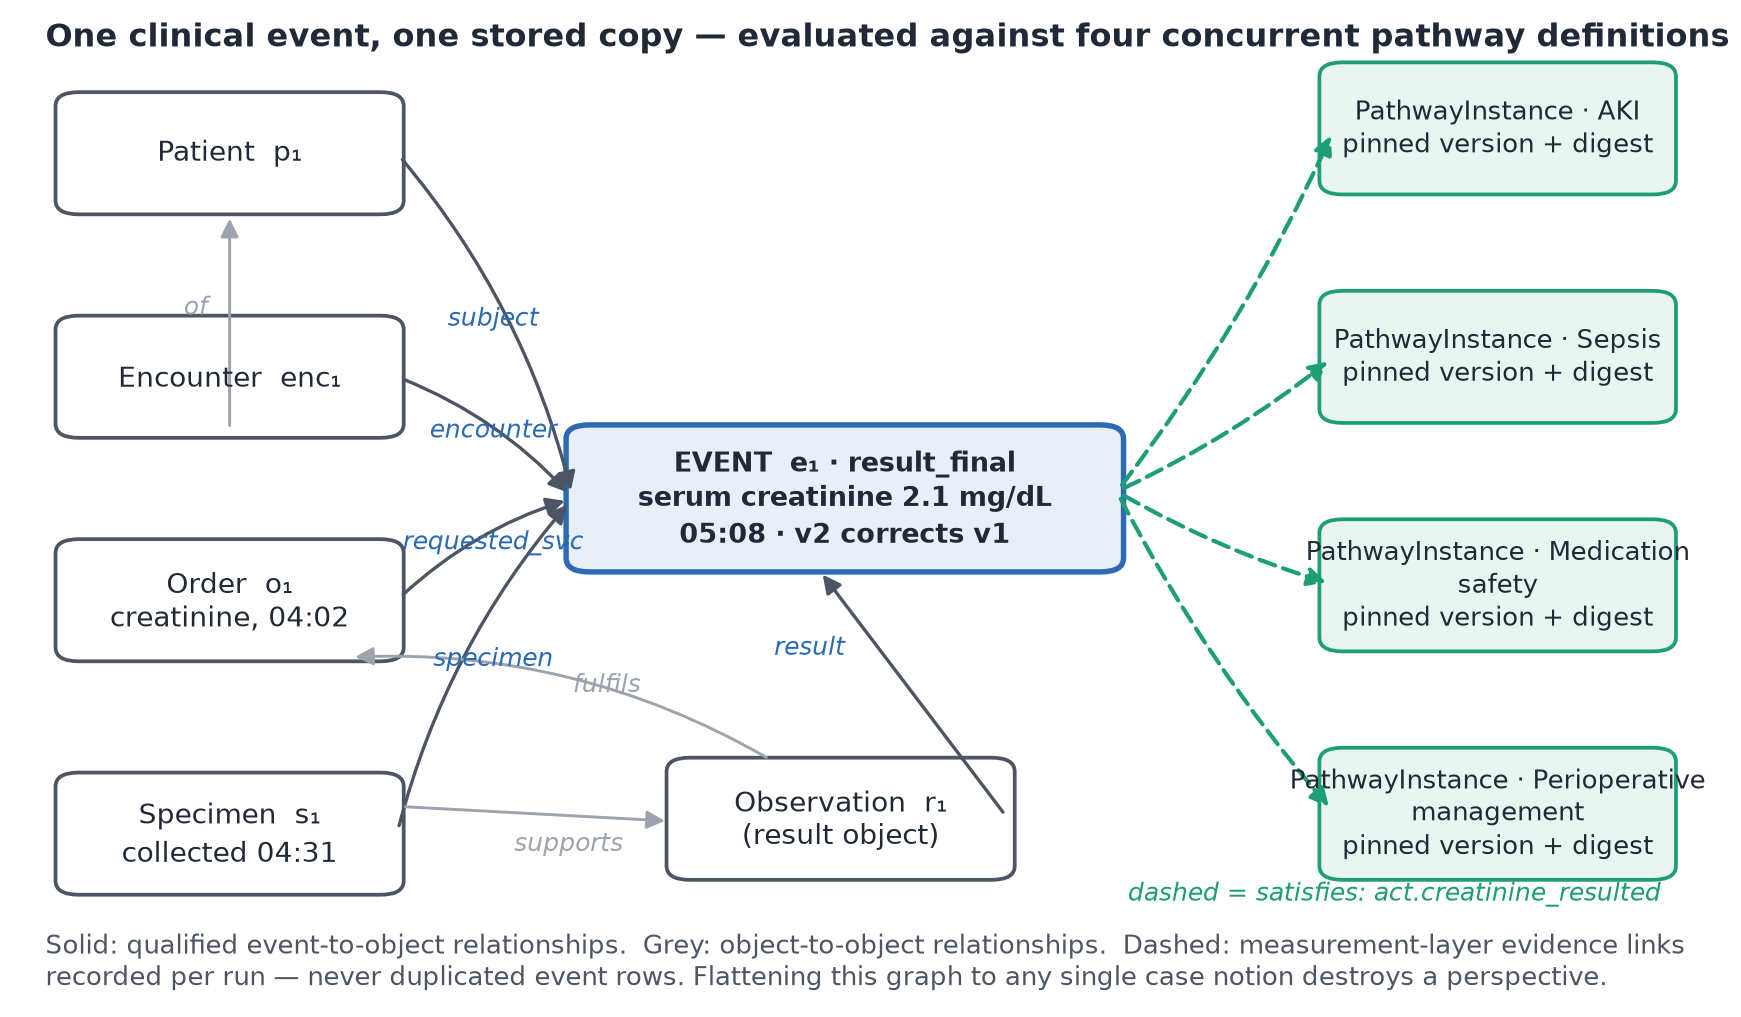 One clinical event, one stored copy — evaluated against four concurrent pathway definitions
Patient p₁
of
Encounter enc₁
Order o₁
creatinine, 04:02
Specimen s₁
collected 04:31
subject
encounter
requested_svc
specimen
fulfils
supports
result
EVENT e₁ · result_final
serum creatinine 2.1 mg/dL
05:08 · v2 corrects v1
Observation r₁
(result object)
PathwayInstance · AKI
pinned version + digest
PathwayInstance · Sepsis
pinned version + digest
PathwayInstance · Medication
safety
pinned version + digest
PathwayInstance · Perioperative
management
pinned version + digest
dashed = satisfies: act.creatinine_resulted
Solid: qualified event-to-object relationships. Grey: object-to-object relationships. Dashed: measurement-layer evidence links
recorded per run — never duplicated event rows. Flattening this graph to any single case notion destroys a perspective.